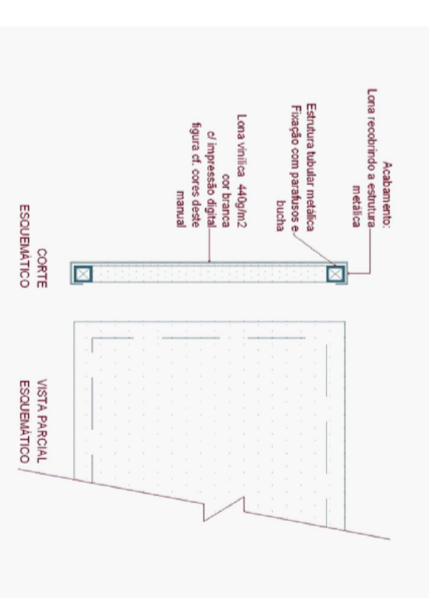 Acabamento:
Lona recobrindo a estrutura
metálica
Estrutura tubular metálica
Fixação com parafusos e
bucha
Lona vinílica 440g/m2
cor branca
c/ impressão digital
figura cf. cores deste
manual
CORTE
ESQUEMÁTICO
VISTA PARCIAL
ESQUEMÁTICO